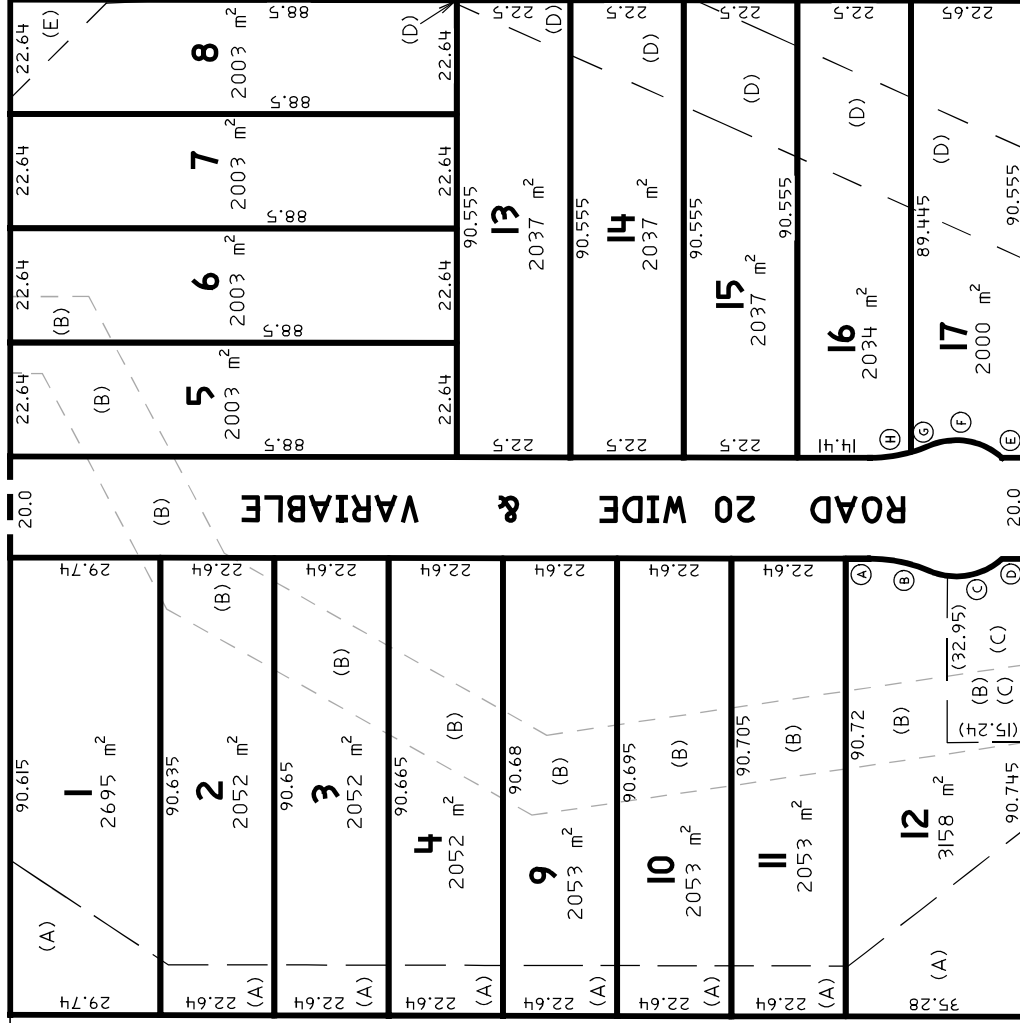 22.64
(E)
8
2003 m²
88.5
88.5
(D)
22.64
22.64
7
2003 m²
88.5
22.64
22.64
6
2003 m²
88.5
(B)
22.64
5
2003 m²
88.5
(B)
22.64
22.5
(D)
90.555
13
2037 m²
22.5
22.5
(D)
90.555
14
2037 m²
22.5
22.5
(D)
90.555
15
2037 m²
22.5
22.5
(D)
90.555
16
2034 m²
14.41
H
22.65
(D)
89.445
17
2000 m²
90.555
G
F
E
20.0
(B)
ROAD 20 WIDE & VARIABLE
20.0
29.74
90.615
1
2695 m²
(A)
29.74
22.64
(B)
90.635
2
2052 m²
22.64
(A)
22.64
(B)
90.65
3
2052 m²
22.64
(A)
22.64
(B)
90.665
4
2052 m²
22.64
(A)
22.64
90.68
(B)
9
2053 m²
22.64
(A)
22.64
90.695
(B)
10
2053 m²
22.64
(A)
22.64
90.705
(B)
11
2053 m²
22.64
(A)
A
B
C
D
(32.95)
(C)
(B)
(C)
(15.24)
90.72
(B)
12
3158 m²
90.745
(A)
35.28